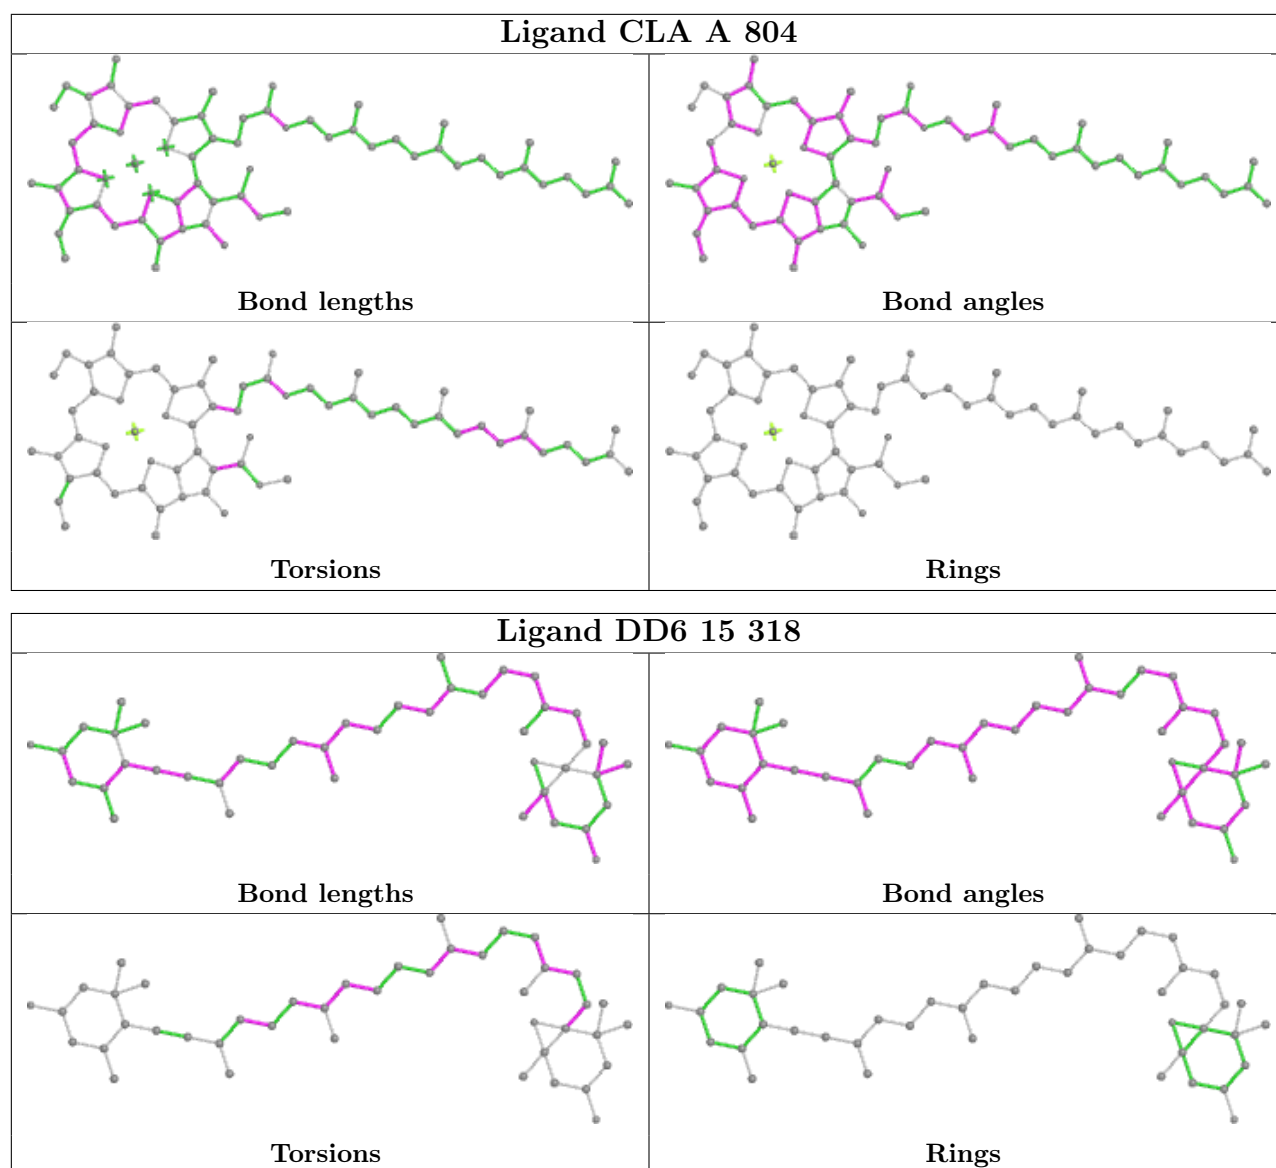 Ligand CLA A 804
Bond lengths
Bond angles
Torsions
Rings
Ligand DD6 15 318
Bond lengths
Bond angles
Torsions
Rings